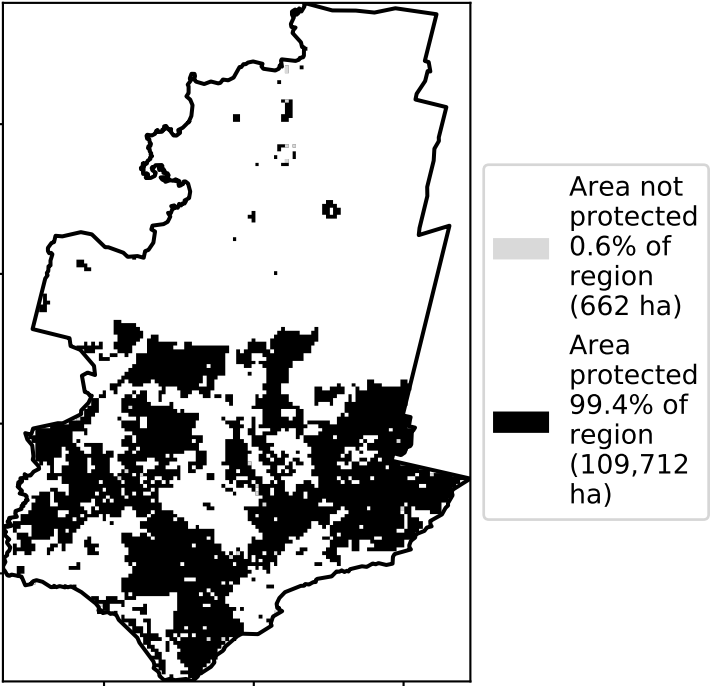 Area not
protected
0.6% of
region
(662 ha)
Area
protected
99.4% of
region
(109,712
ha)